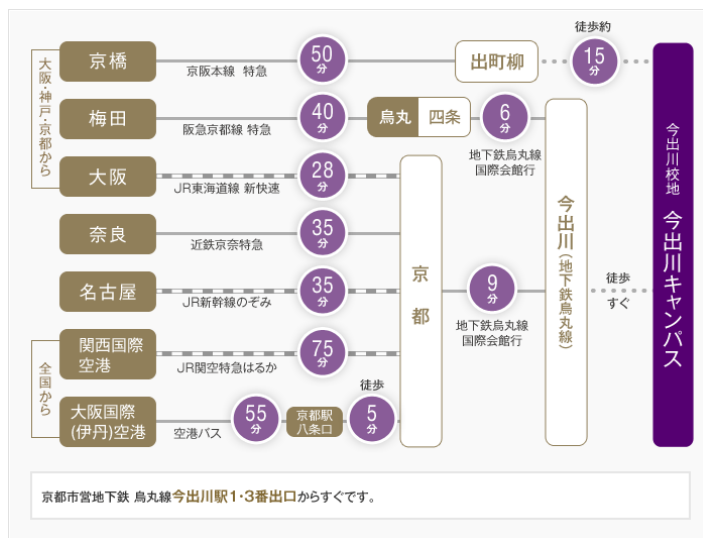 大阪・神戸・京都から
京橋
京阪本線 特急
50分
出町柳
徒歩約
15分
梅田
阪急京都線 特急
40分
烏丸
四条
6分
地下鉄烏丸線
国際会館行
大阪
JR東海道線 新快速
28分
奈良
近鉄京奈特急
35分
名古屋
JR新幹線のぞみ
35分
京都
9分
地下鉄烏丸線
国際会館行
今出川(地下鉄烏丸線)
徒歩
すぐ
今出川校地 今出川キャンパス
全国から
関西国際
空港
JR関空特急はるか
75分
大阪国際
(伊丹)空港
空港バス
55分
京都駅
八条口
徒歩
5分
京都市営地下鉄 烏丸線今出川駅1・3番出口からすぐです。